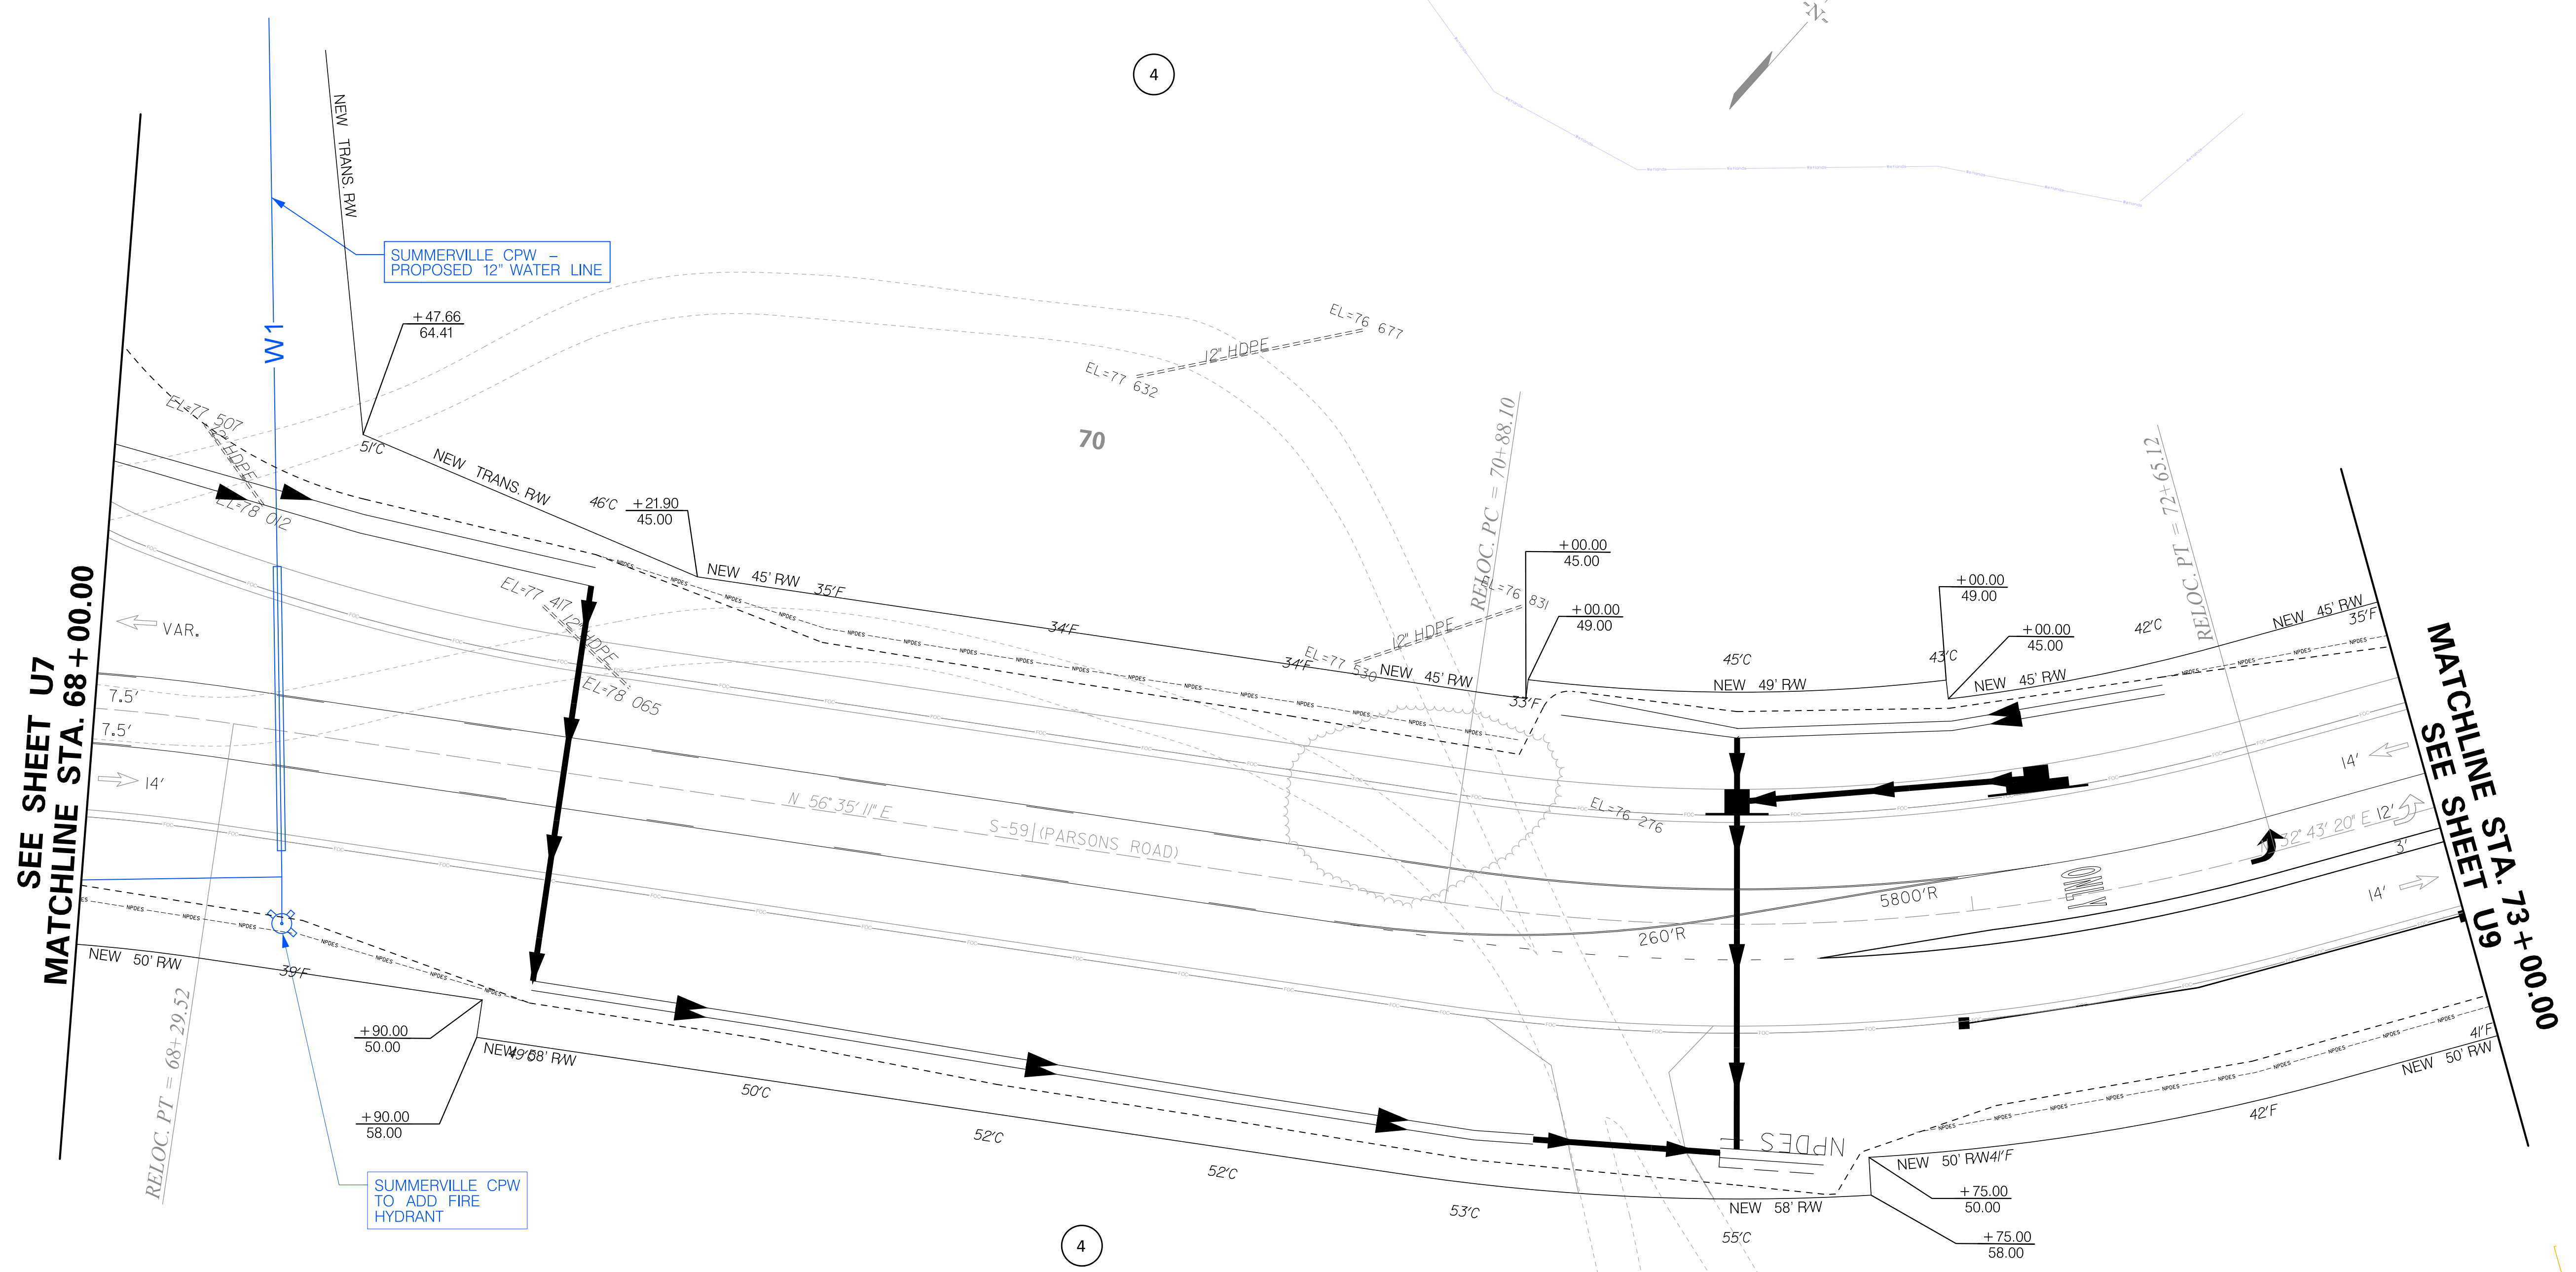 -N-
4
NEW TRANS. R/W
SUMMERVILLE CPW –
PROPOSED 12" WATER LINE
W1
+47.66
64.41
EL=76 677
12" HDPE
EL=77 632
EL=77 507
12" HDPE
EL=78 012
51'C
NEW TRANS. R/W
46'C
+21.90
45.00
70
RELOC. PC = 70+88.10
RELOC. PT = 72+65.12
NEW 45' R/W
35'F
34'F
34'F
NEW 45' R/W
33'F
+00.00
45.00
EL=76 831
12" HDPE
EL=77 530
+00.00
49.00
45'C
NEW 49' R/W
43'C
+00.00
49.00
+00.00
45.00
42'C
NEW 45' R/W
NEW 45' R/W
35'F
EL=77 417
12" HDPE
EL=78 065
NPDES
FOC
VAR.
7.5'
7.5'
14'
SEE SHEET U7
MATCHLINE STA. 68+00.00
N 56° 35' 11" E
S-59 (PARSONS ROAD)
EL=76 276
5800'R
260'R
ONLY
N 32° 43' 20" E
12'
14'
3'
14'
MATCHLINE STA. 73+00.00
SEE SHEET U9
NEW 50' R/W
39'F
RELOC. PT = 68+29.52
+90.00
50.00
NEW 58' R/W
49'C
+90.00
58.00
50'C
52'C
52'C
53'C
55'C
NPDES
NEW 58' R/W
NEW 50' R/W
41'F
42'F
NEW 50' R/W
41'F
+75.00
50.00
+75.00
58.00
SUMMERVILLE CPW
TO ADD FIRE
HYDRANT
4